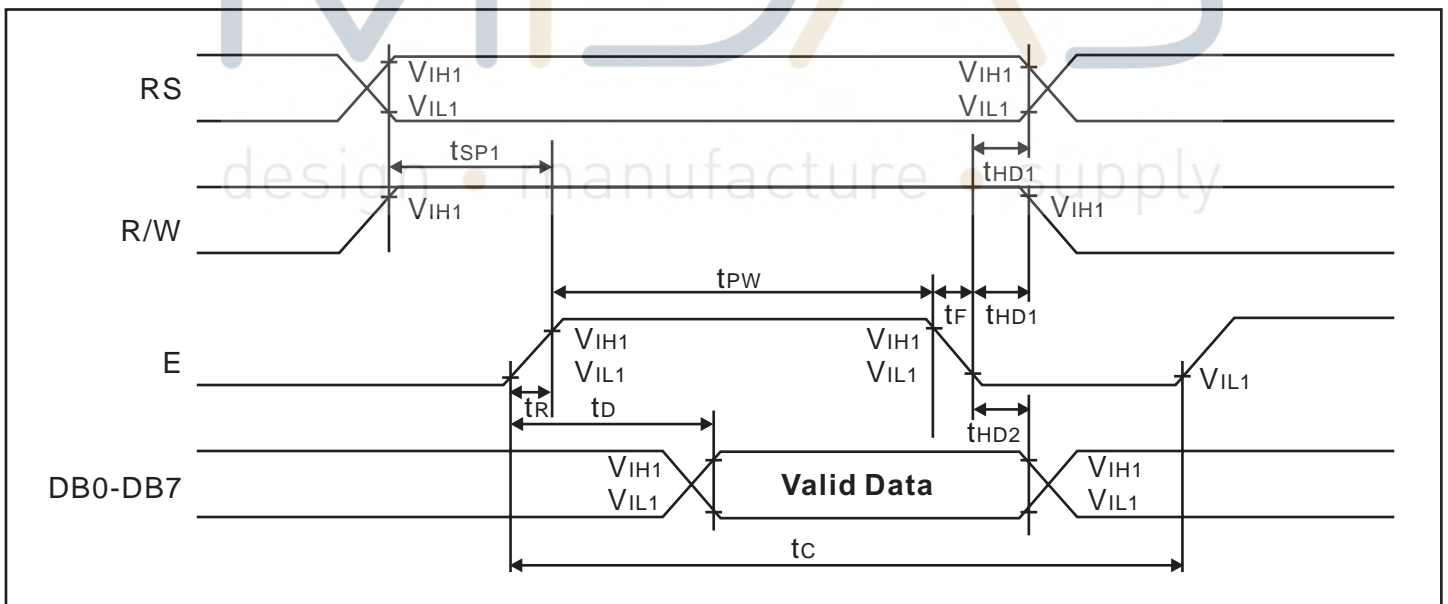 MIDAS
RS
VIH1 VIH1
VIL1 VIL1
tSP1 tHD1
design • manufacture • supply
R/W VIH1 VIH1
tPW
tF tHD1
E VIH1 VIH1
VIL1 VIL1 VIL1
tR tD tHD2
DB0-DB7 VIH1 Valid Data VIH1
VIL1 VIL1
tC